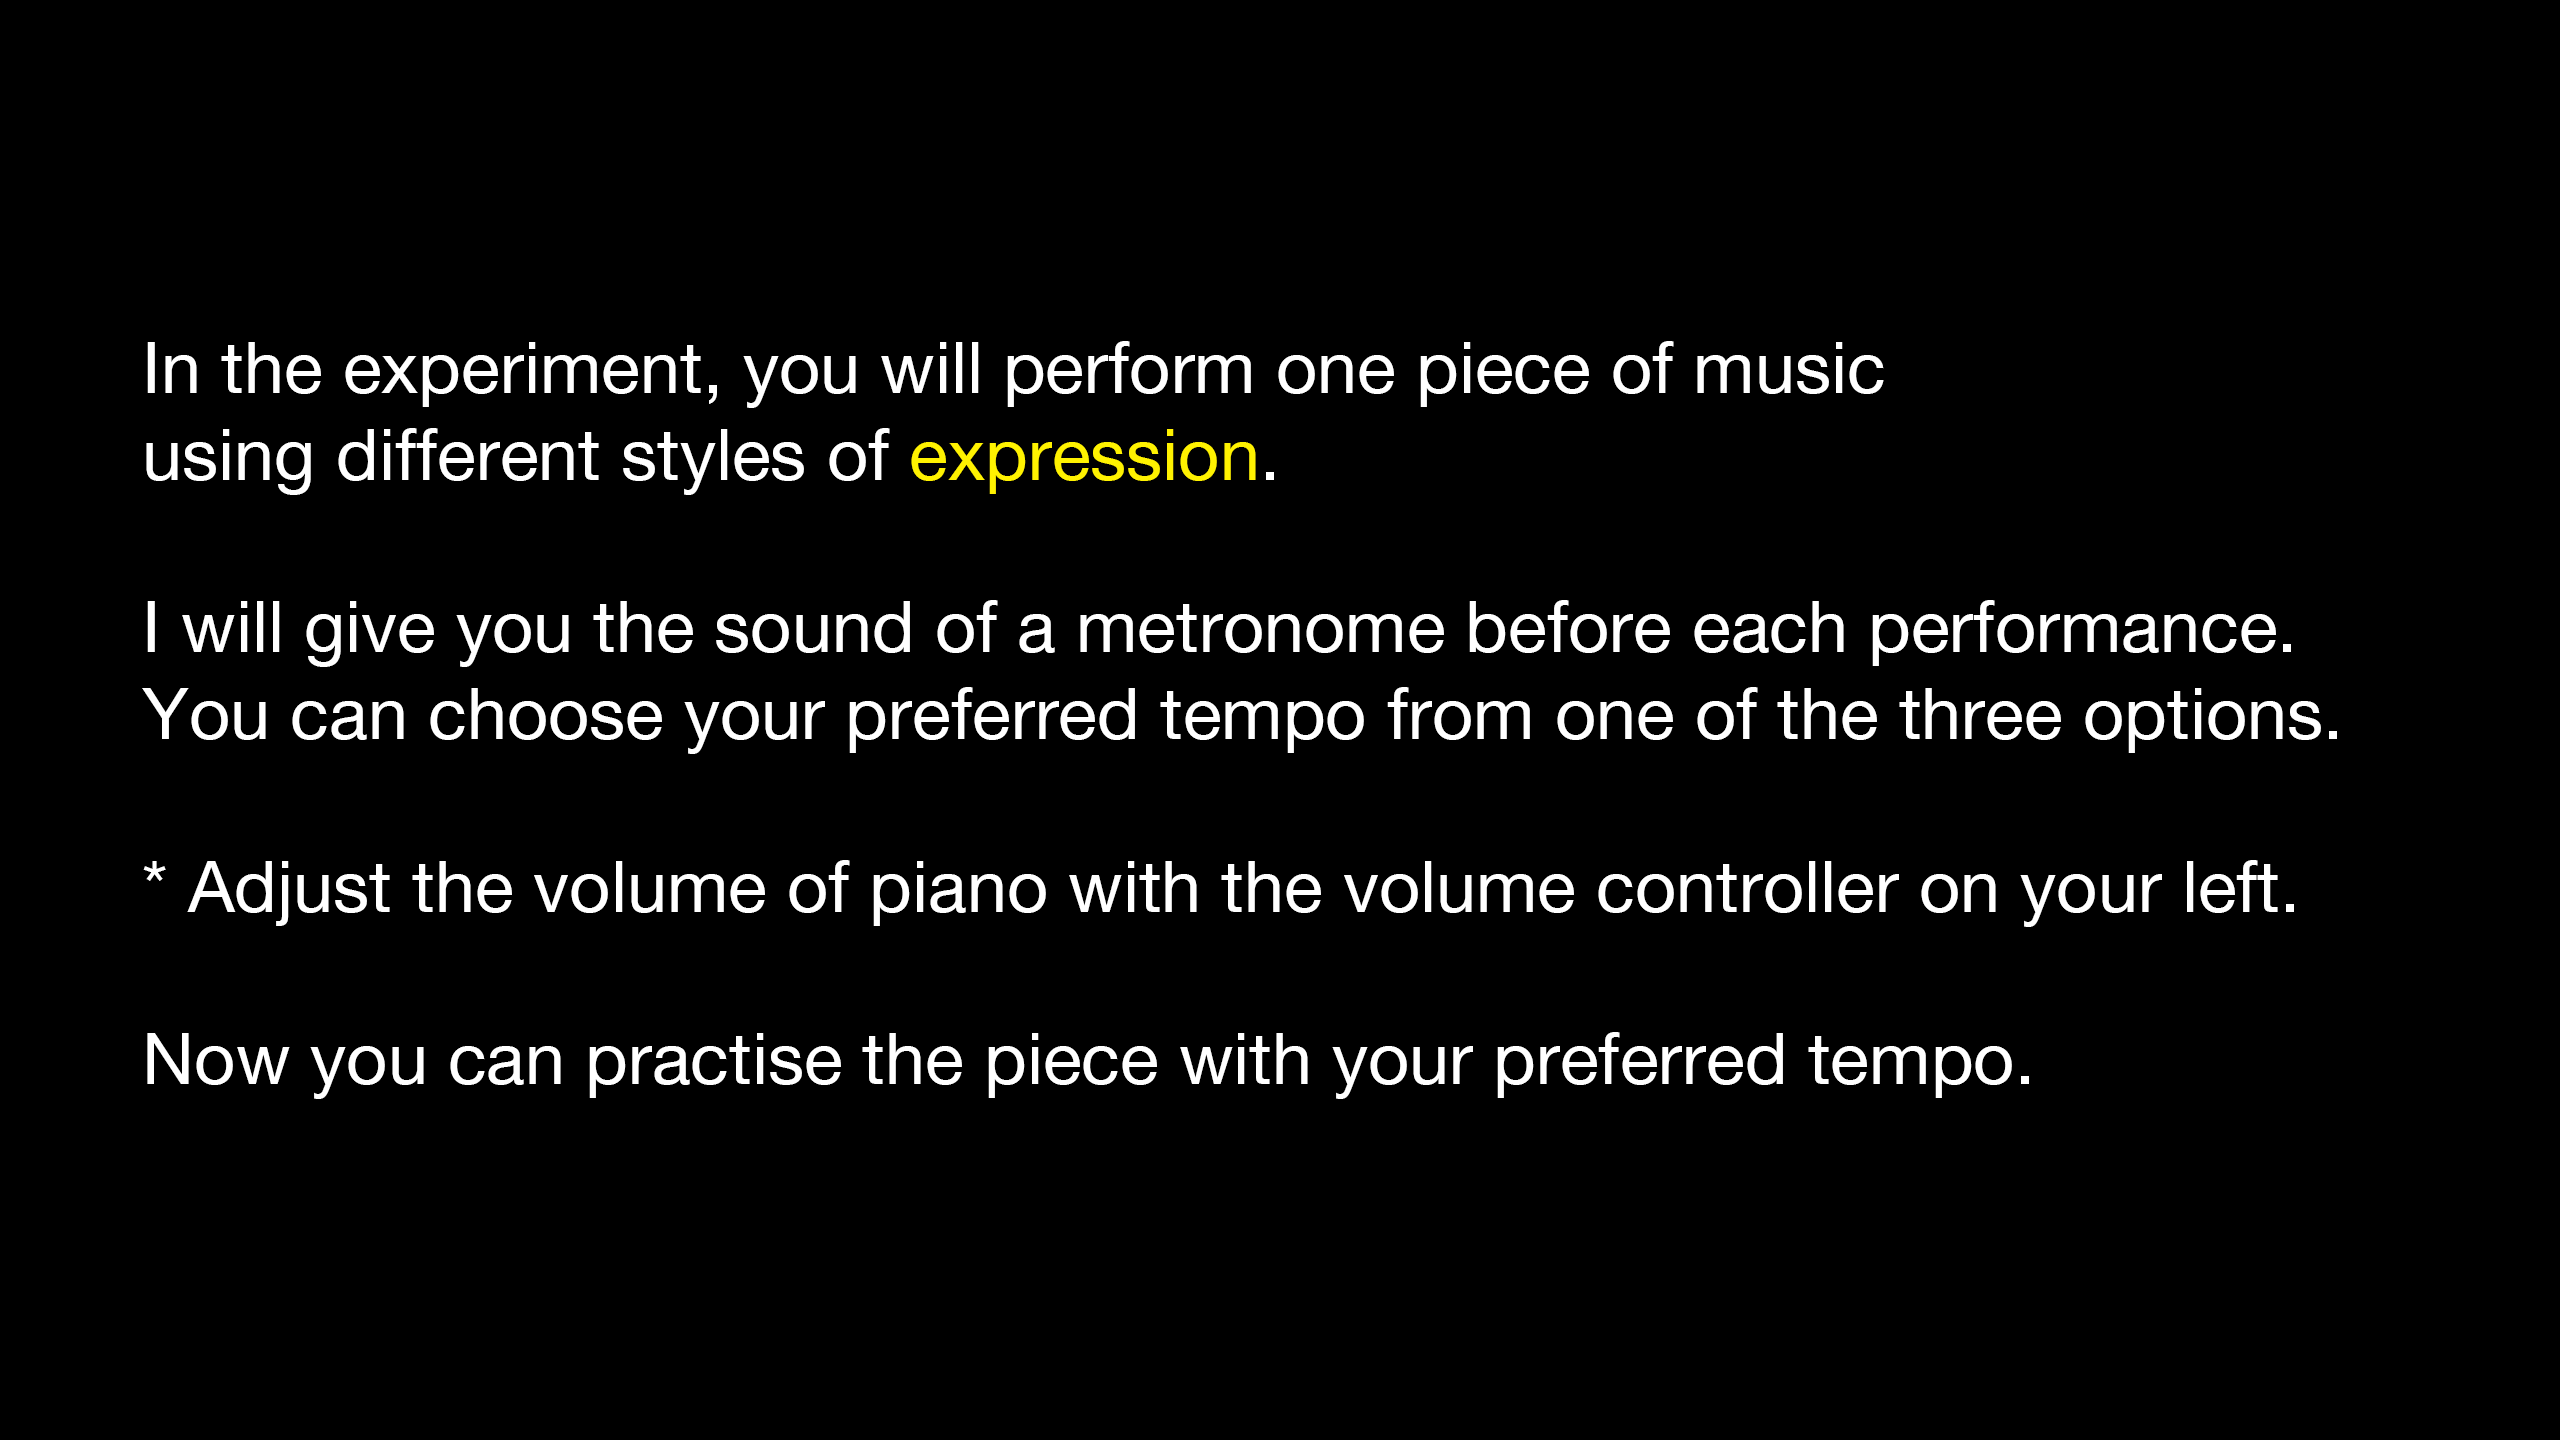 In the experiment, you will perform one piece of music
using different styles of expression.
I will give you the sound of a metronome before each performance.
You can choose your preferred tempo from one of the three options.
* Adjust the volume of piano with the volume controller on your left.
Now you can practise the piece with your preferred tempo.